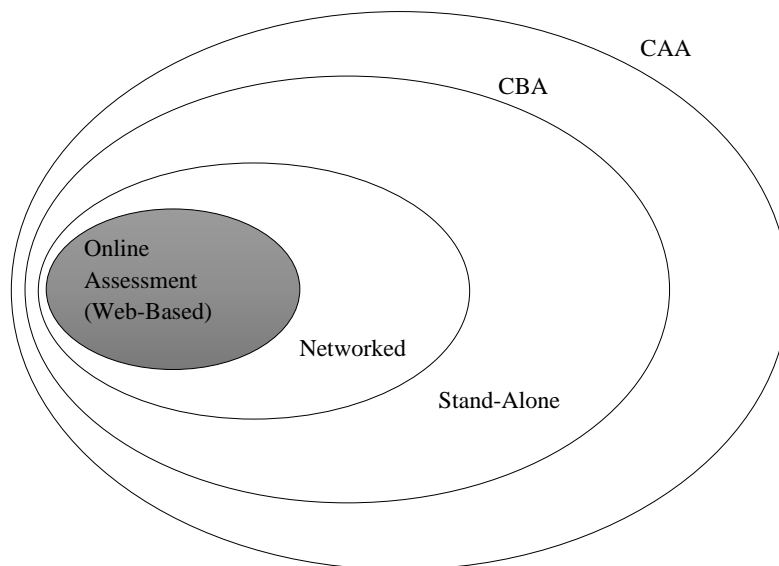 CAA
CBA
Online
Assessment
(Web-Based)
Networked
Stand-Alone